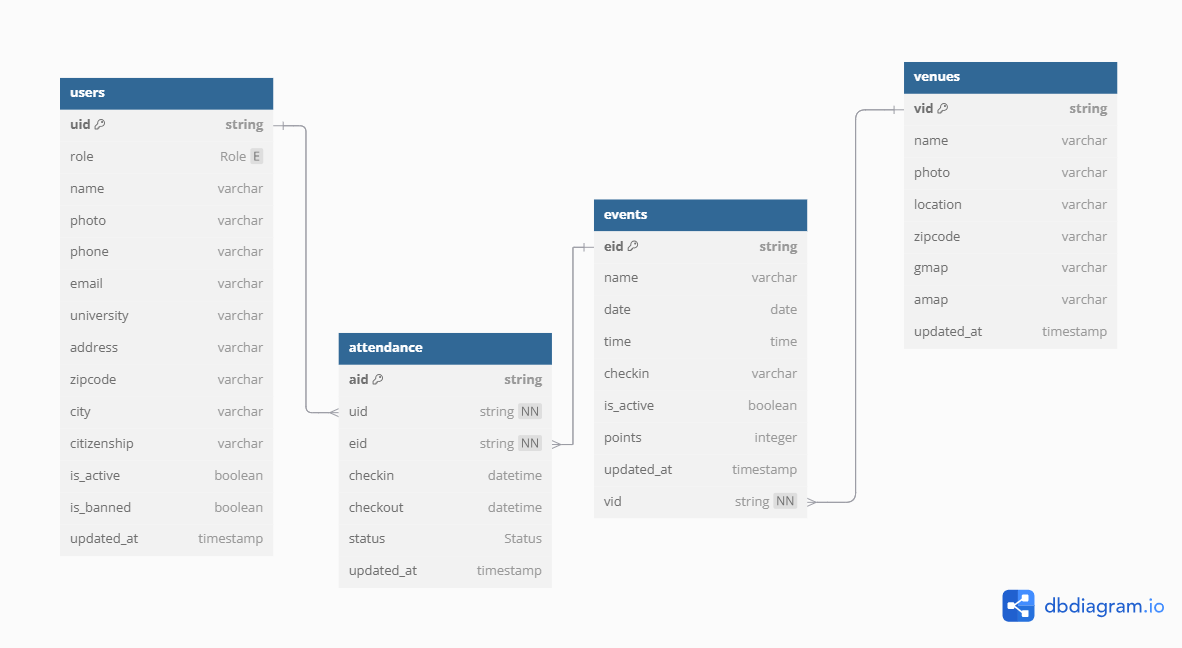 users
uid string
role Role E
name varchar
photo varchar
phone varchar
email varchar
university varchar
address varchar
zipcode varchar
city varchar
citizenship varchar
is_active boolean
is_banned boolean
updated_at timestamp
attendance
aid string
uid string NN
eid string NN
checkin datetime
checkout datetime
status Status
updated_at timestamp
events
eid string
name varchar
date date
time time
checkin varchar
is_active boolean
points integer
updated_at timestamp
vid string NN
venues
vid string
name varchar
photo varchar
location varchar
zipcode varchar
gmap varchar
amap varchar
updated_at timestamp
dbdiagram.io